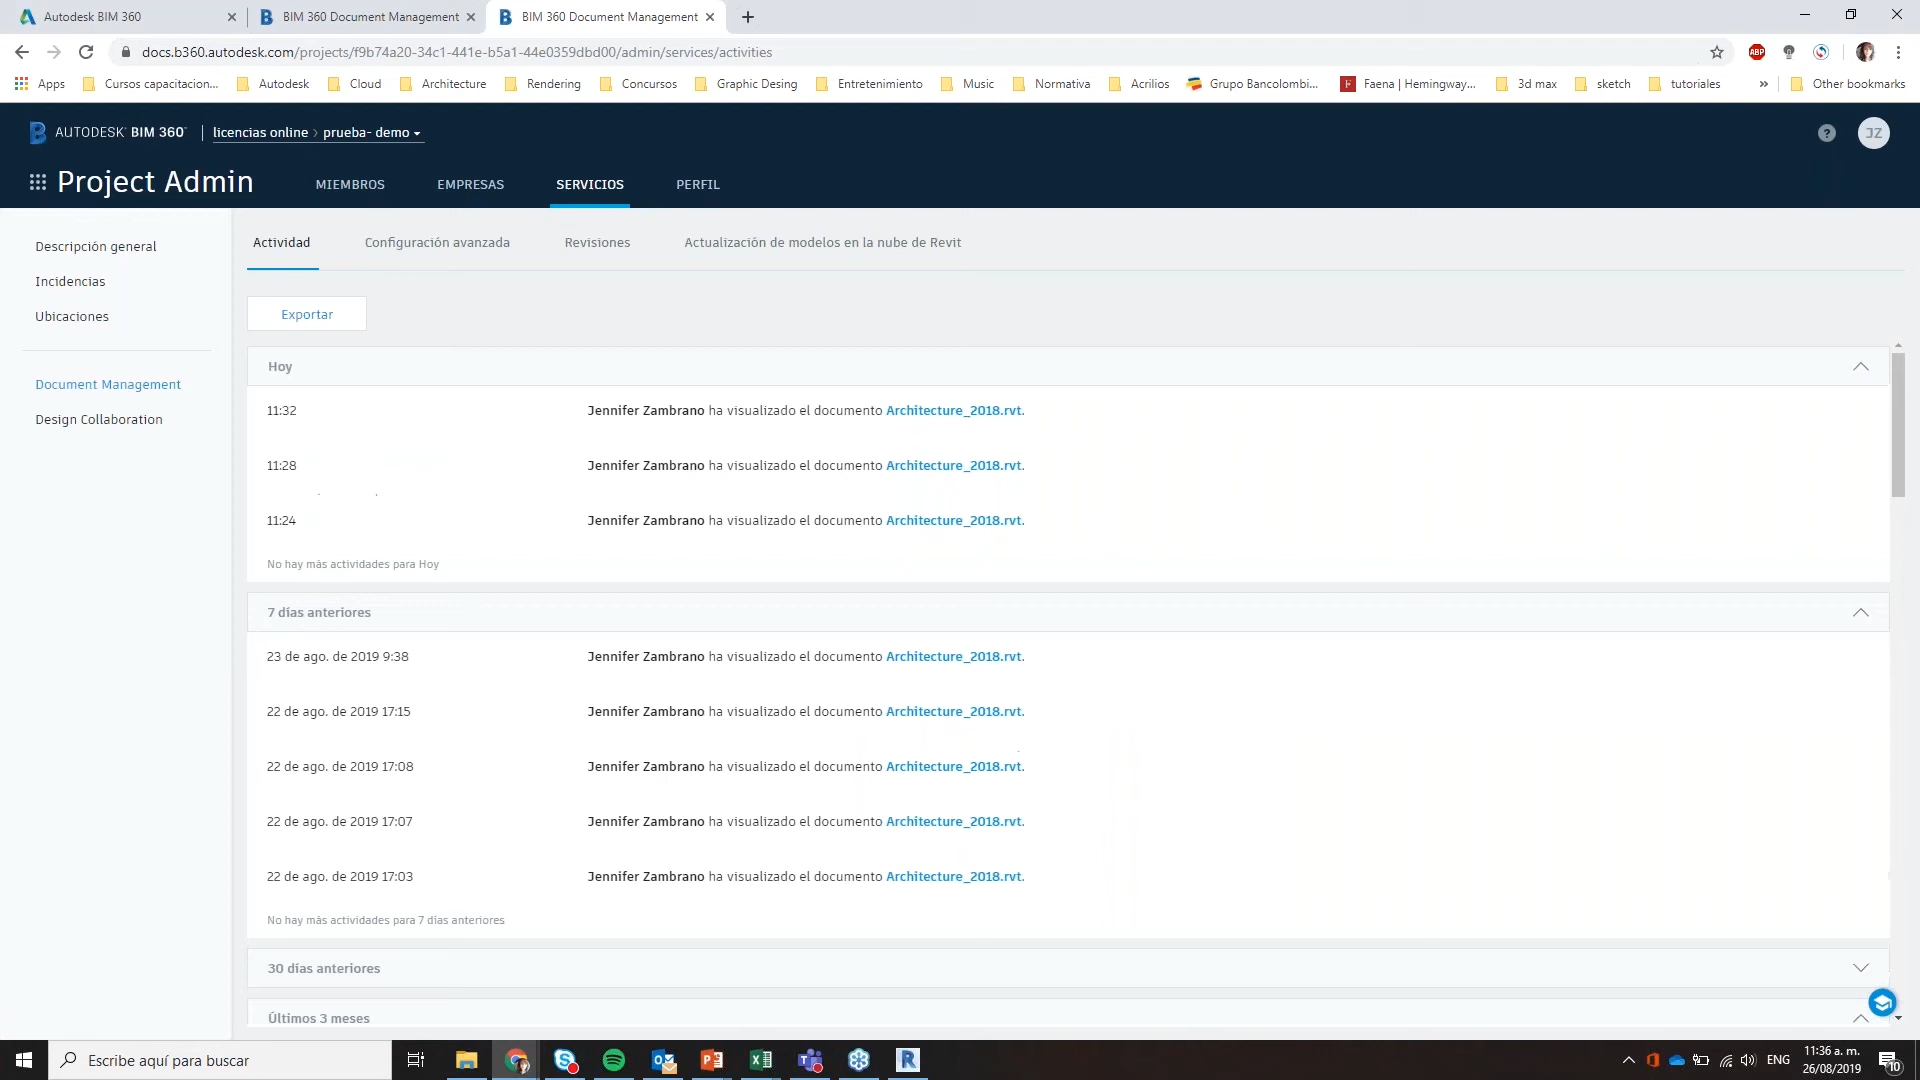 Autodesk BIM 360
BIM 360 Document Management
BIM 360 Document Management
docs.b360.autodesk.com/projects/f9b74a20-34c1-441e-b5a1-44e0359dbd00/admin/services/activities
ABP
Apps
Cursos capacitacion...
Autodesk
Cloud
Architecture
Rendering
Concursos
Graphic Desing
Entretenimiento
Music
Normativa
Acrilios
Grupo Bancolombi...
F
Faena | Hemingway...
3d max
sketch
tutoriales
»
Other bookmarks
AUTODESK® BIM 360™
licencias online > prueba- demo
?
JZ
Project Admin
MIEMBROS
EMPRESAS
SERVICIOS
PERFIL
Descripción general
Incidencias
Ubicaciones
Document Management
Design Collaboration
Actividad
Configuración avanzada
Revisiones
Actualización de modelos en la nube de Revit
Exportar
Hoy
11:32 Jennifer Zambrano ha visualizado el documento Architecture_2018.rvt.
11:28 Jennifer Zambrano ha visualizado el documento Architecture_2018.rvt.
11:24 Jennifer Zambrano ha visualizado el documento Architecture_2018.rvt.
No hay más actividades para Hoy
7 días anteriores
23 de ago. de 2019 9:38 Jennifer Zambrano ha visualizado el documento Architecture_2018.rvt.
22 de ago. de 2019 17:15 Jennifer Zambrano ha visualizado el documento Architecture_2018.rvt.
22 de ago. de 2019 17:08 Jennifer Zambrano ha visualizado el documento Architecture_2018.rvt.
22 de ago. de 2019 17:07 Jennifer Zambrano ha visualizado el documento Architecture_2018.rvt.
22 de ago. de 2019 17:03 Jennifer Zambrano ha visualizado el documento Architecture_2018.rvt.
No hay más actividades para 7 días anteriores
30 días anteriores
Últimos 3 meses
Escribe aquí para buscar
ENG
11:36 a. m.
26/08/2019
10